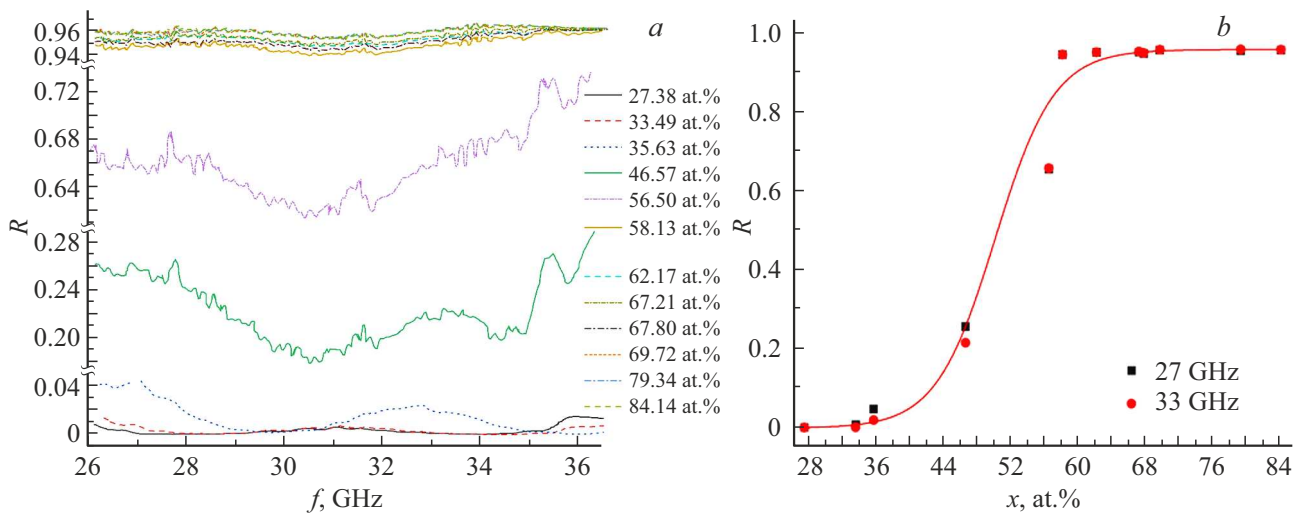 a
0.96
0.94
0.72
0.68
0.64
0.28
0.24
0.20
0.04
0
R
26
28
30
32
34
36
f, GHz
27.38 at.%
33.49 at.%
35.63 at.%
46.57 at.%
56.50 at.%
58.13 at.%
62.17 at.%
67.21 at.%
67.80 at.%
69.72 at.%
79.34 at.%
84.14 at.%
b
1.0
0.8
0.6
0.4
0.2
0
R
28
36
44
52
60
68
76
84
x, at.%
27 GHz
33 GHz